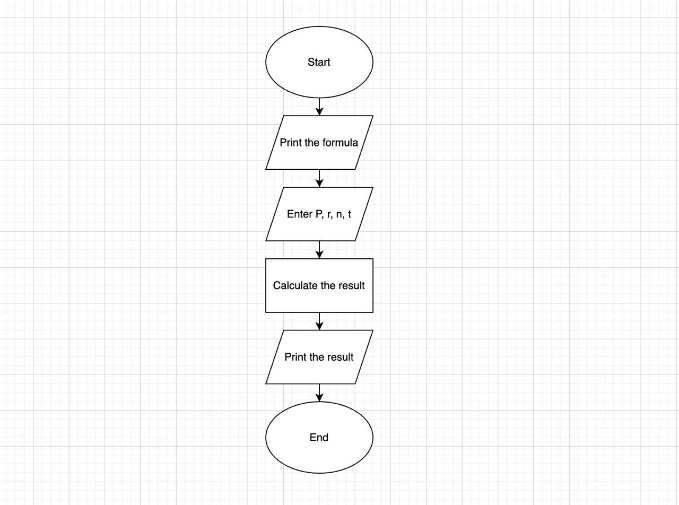 Start
Print the formula
Enter P, r, n, t
Calculate the result
Print the result
End